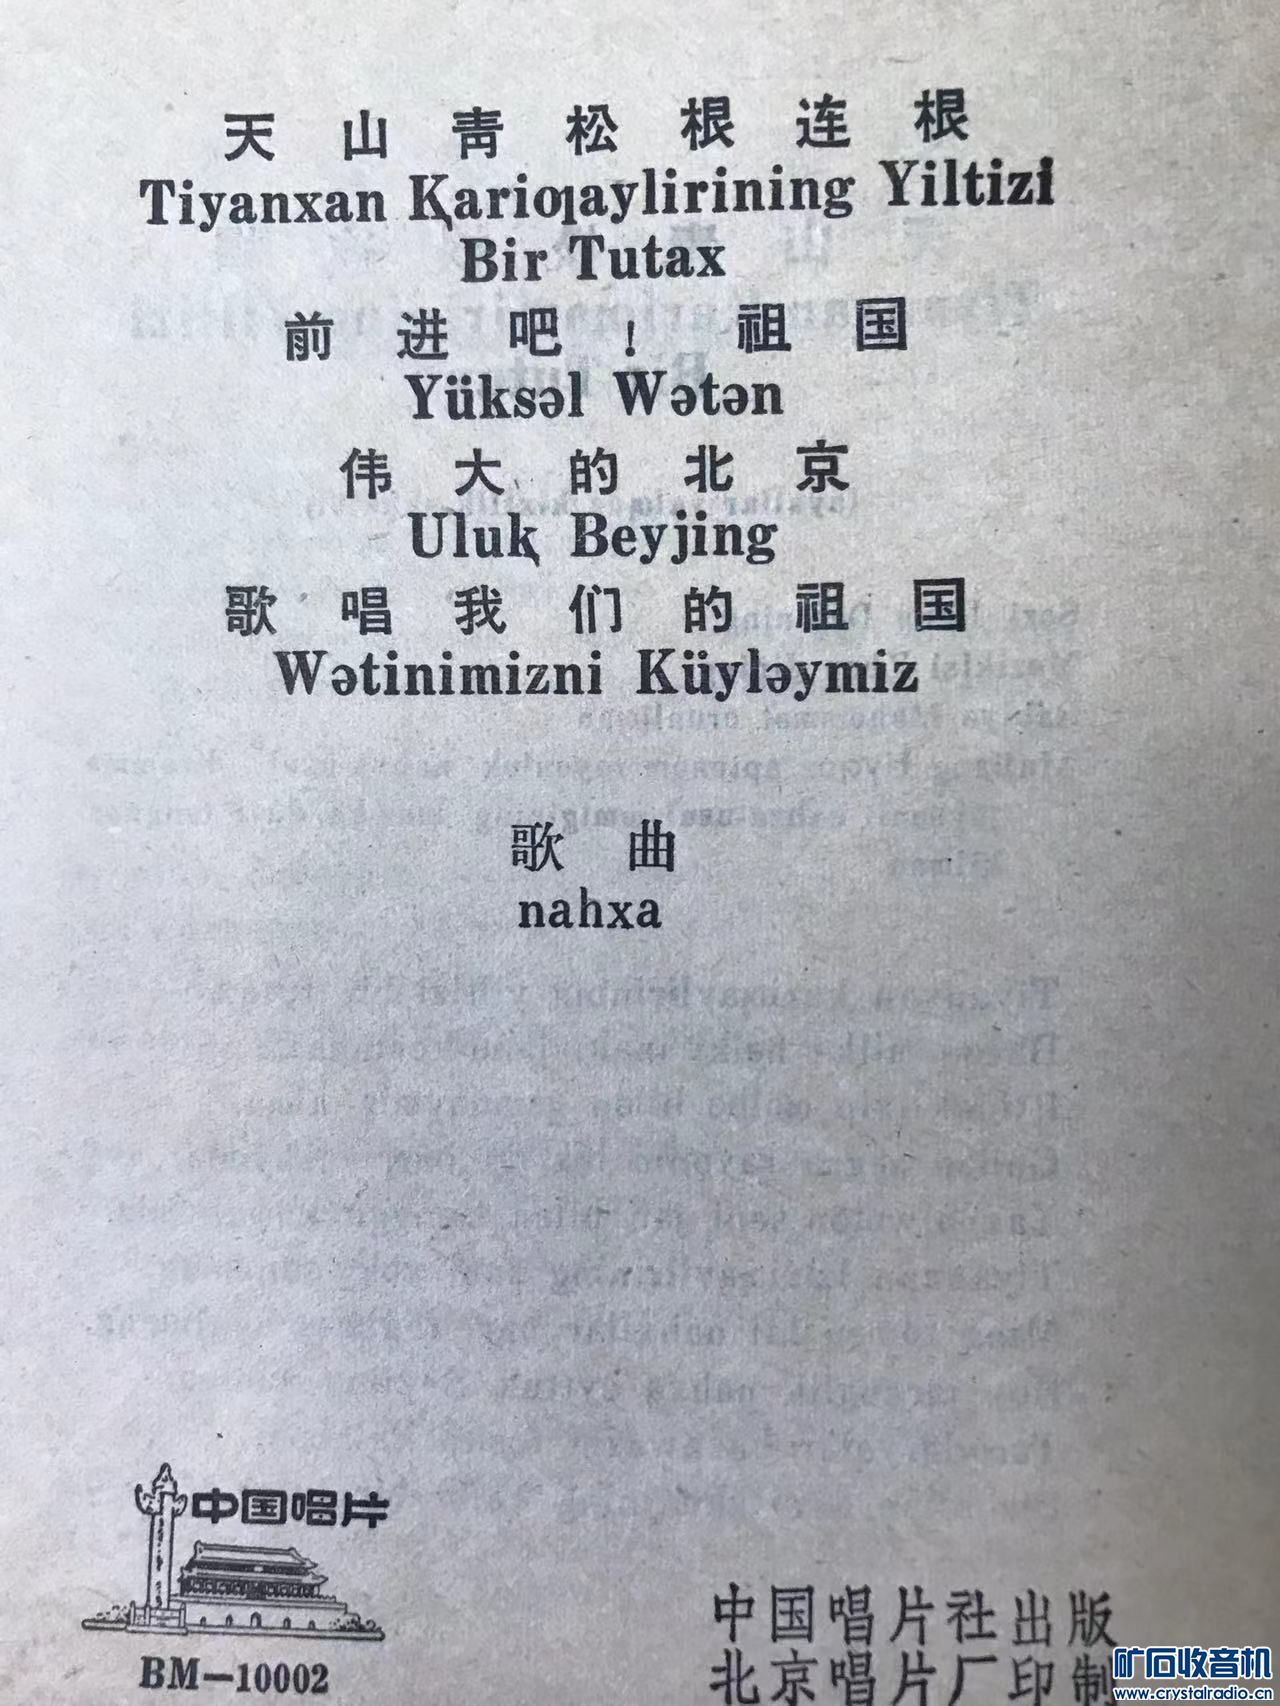 天山青松根连根
Tiyanxan Ⱪariƣaylirining Yiltizi
Bir Tutax
前进吧！祖国
Yüksəl Wətən
伟大的北京
Uluⱪ Beyjing
歌唱我们的祖国
Wətinimizni Küyləymiz
歌曲
nahxa
中国唱片
BM—10002
中国唱片社出版
北京唱片厂印制
矿石收音机
www.crystalradio.cn